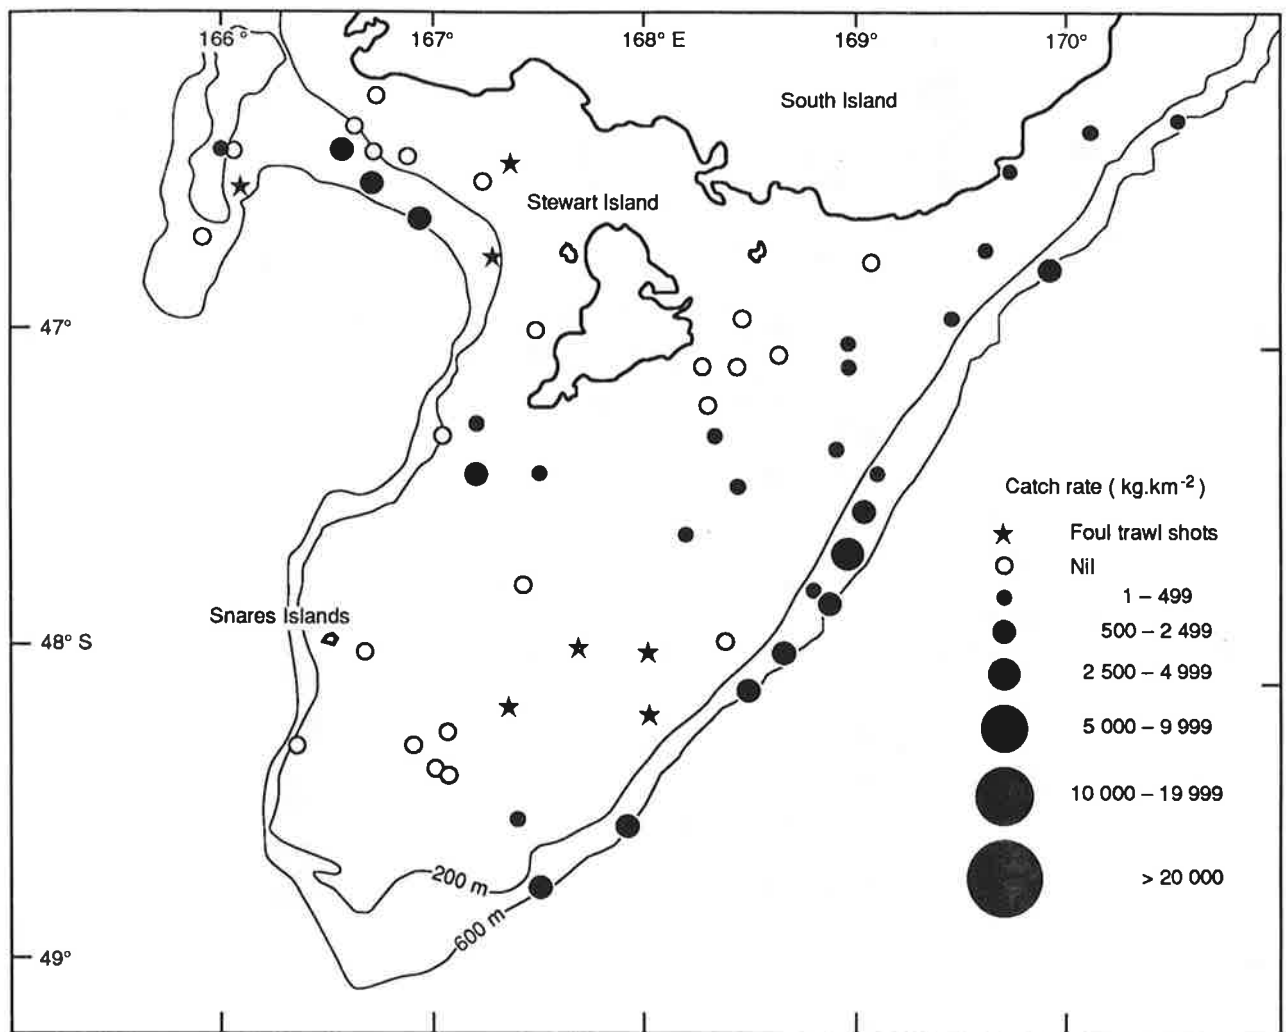 166° 167° 168° E 169° 170°
South Island
Stewart Island
47°
Catch rate ( kg.km⁻² )
Foul trawl shots
Nil
1 – 499
Snares Islands
500 – 2 499
48° S
2 500 – 4 999
5 000 – 9 999
10 000 – 19 999
200 m
> 20 000
600 m
49°